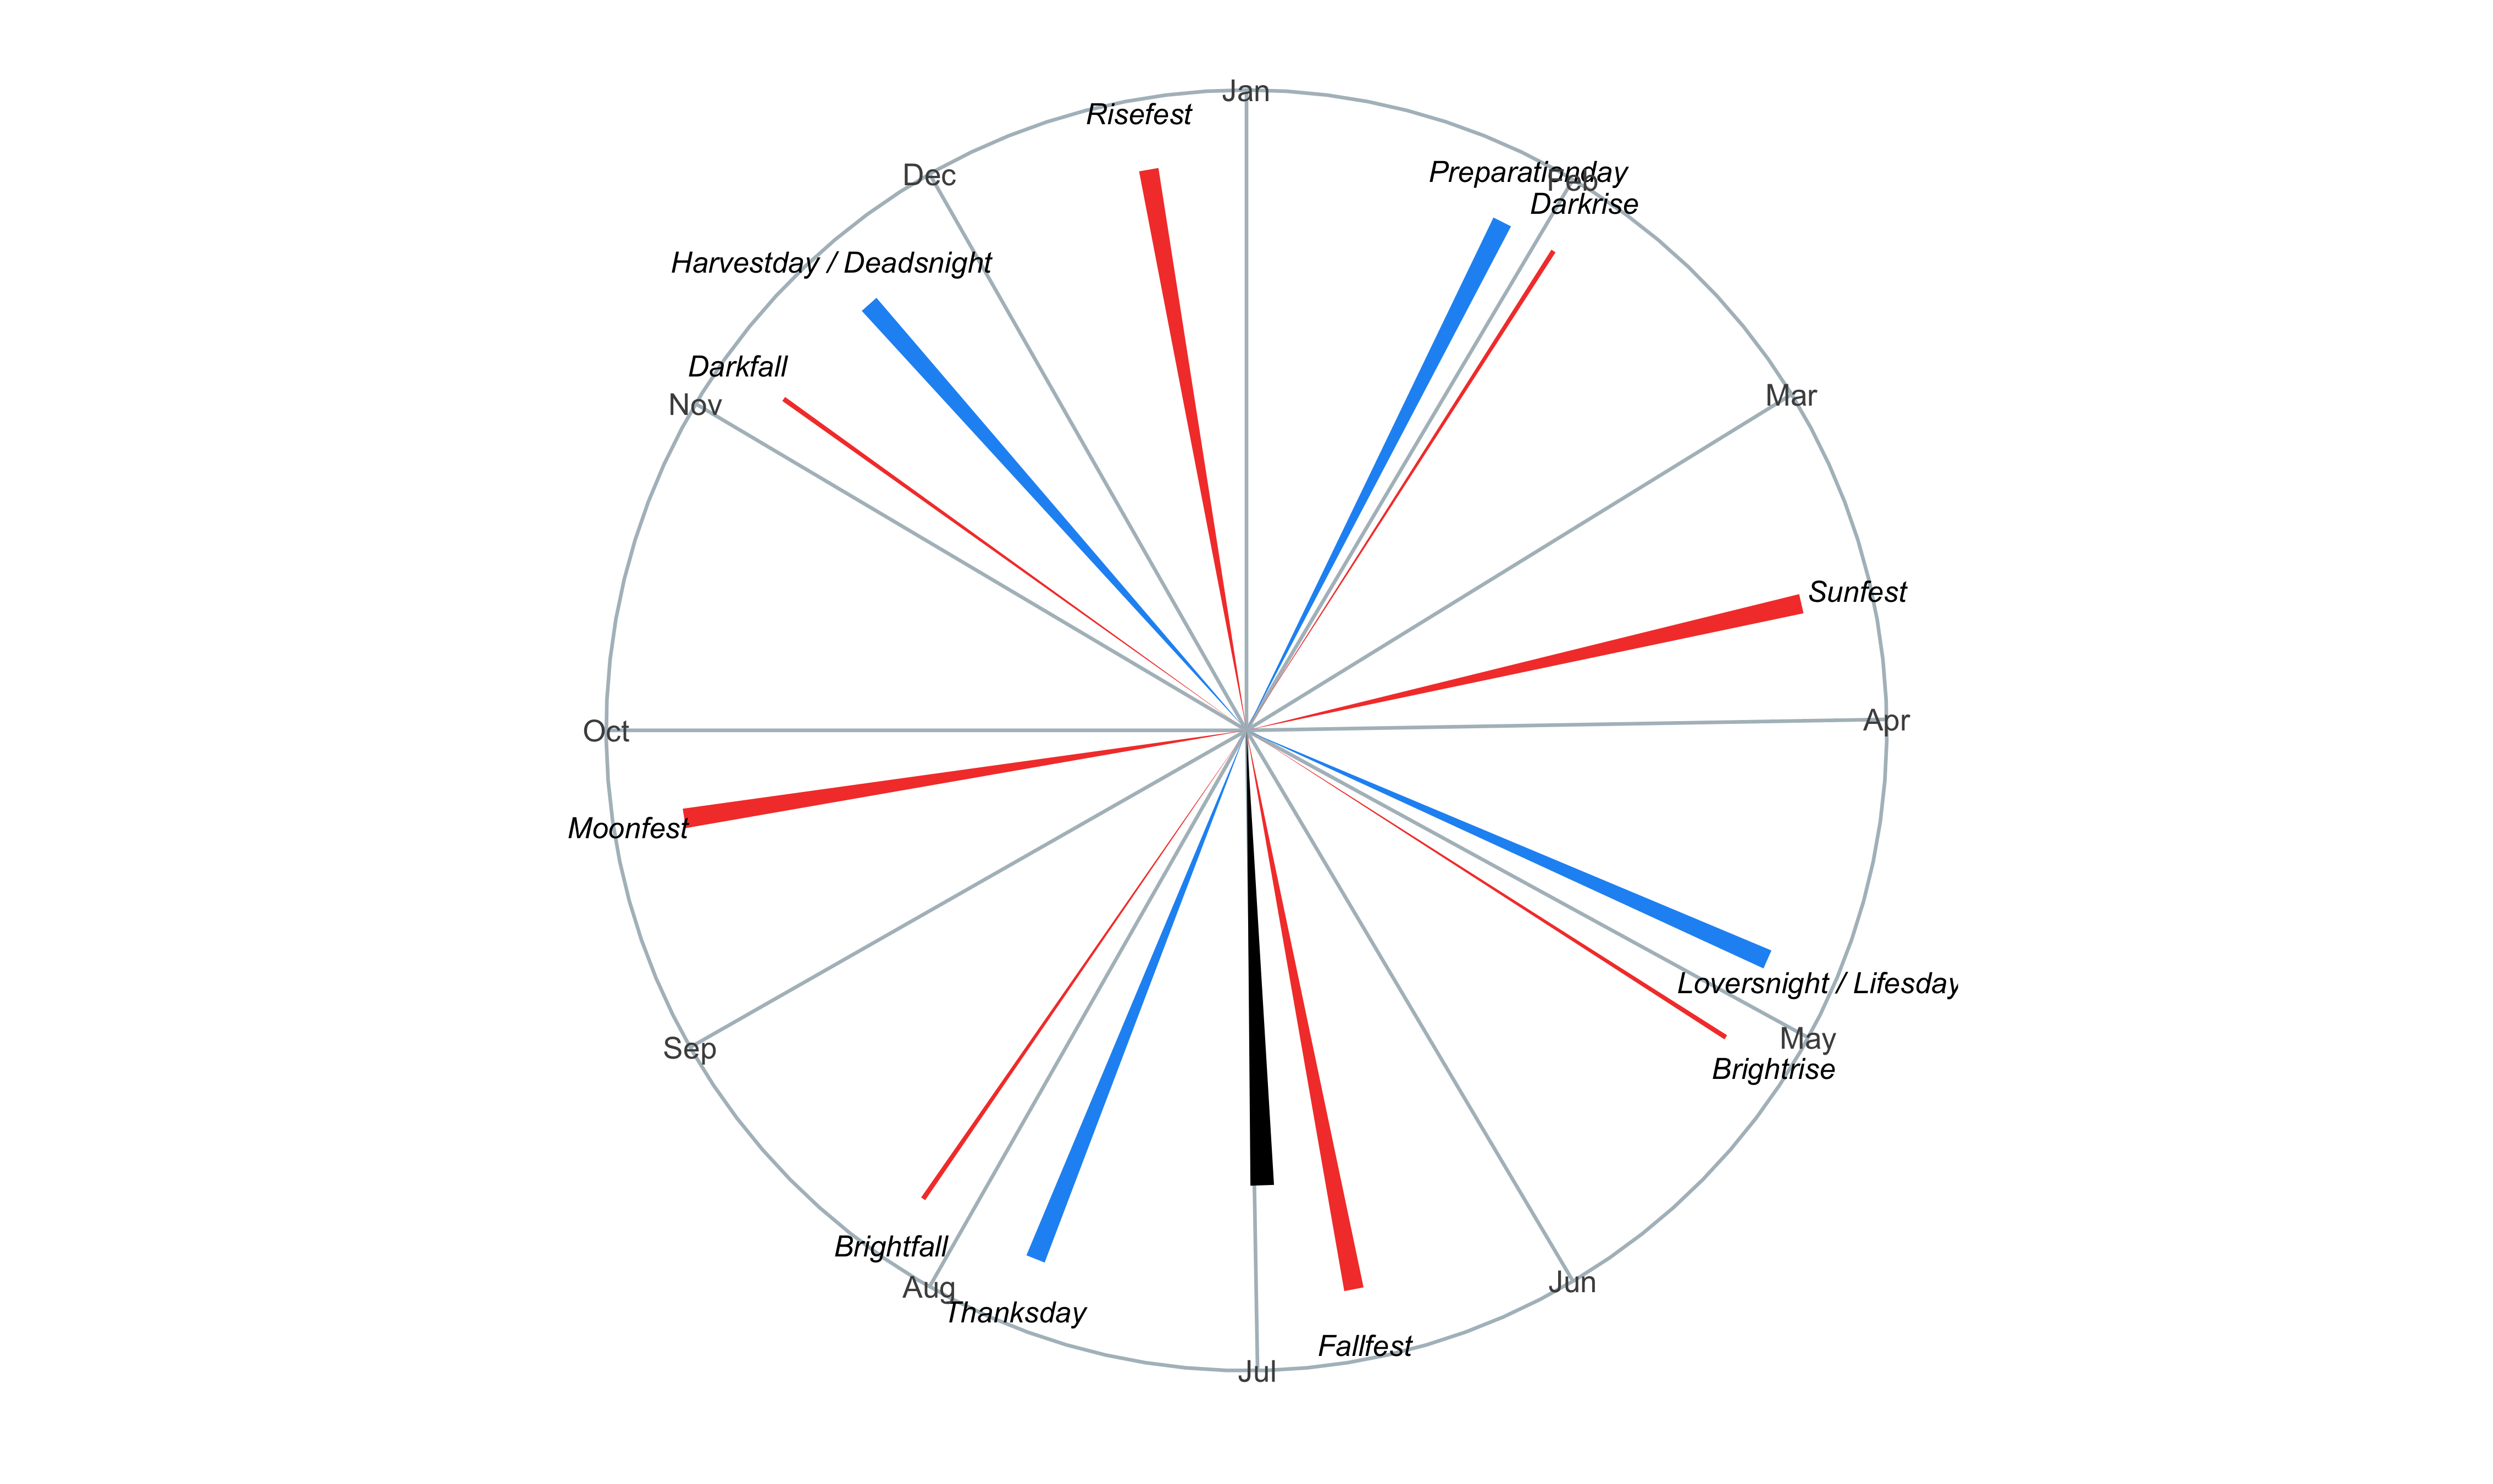 Jan
Risefest
Preparationday
Dec
Feb
Darkrise
Harvestday / Deadsnight
Darkfall
Mar
Nov
Sunfest
Apr
Oct
Moonfest
Loversnight / Lifesday
May
Sep
Brightrise
Brightfall
Jun
Aug
Thanksday
Fallfest
Jul